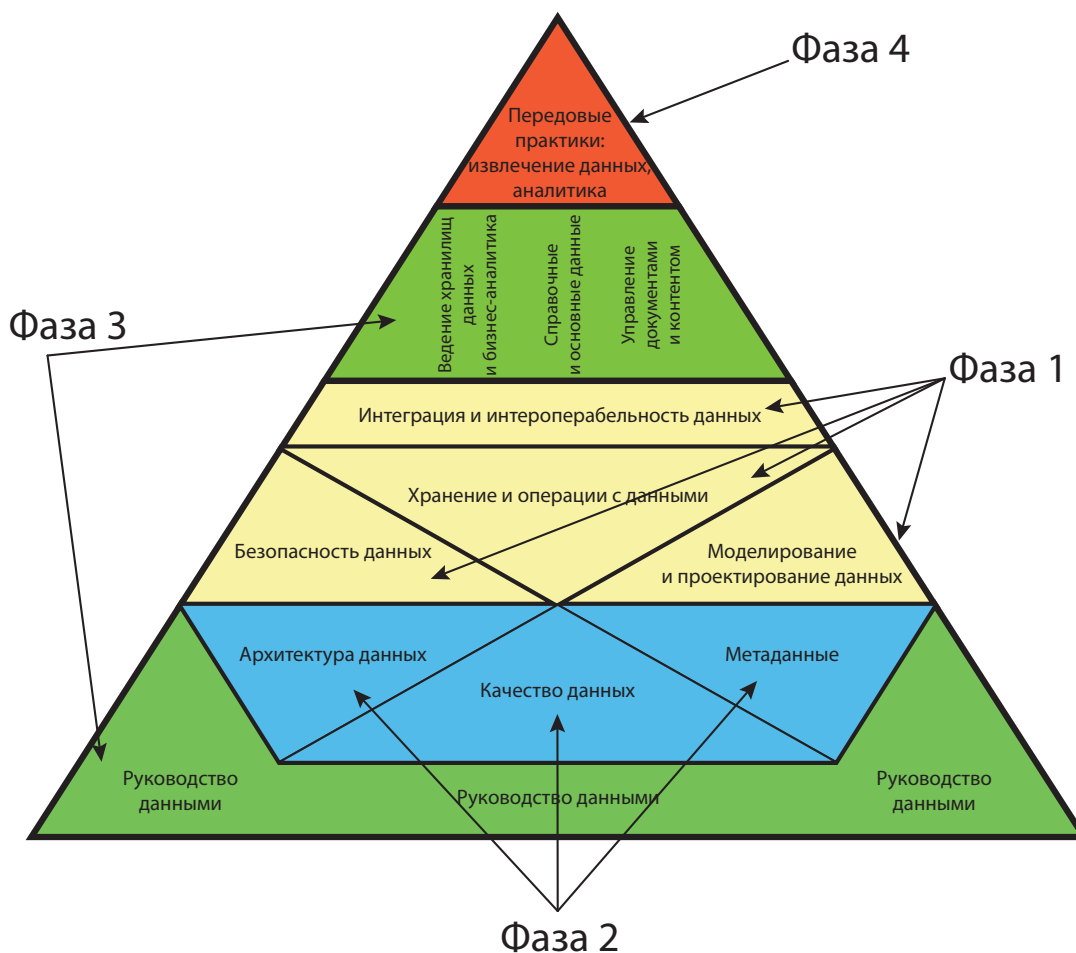 Фаза 4
Передовые
практики:
извлечение данных,
аналитика
Ведение хранилищ
данных
и бизнес-аналитика
Справочные
и основные данные
Управление
документами
и контентом
Фаза 3
Фаза 1
Интеграция и интероперабельность данных
Хранение и операции с данными
Безопасность данных
Моделирование
и проектирование данных
Архитектура данных
Метаданные
Качество данных
Руководство
данными
Руководство данными
Руководство
данными
Фаза 2